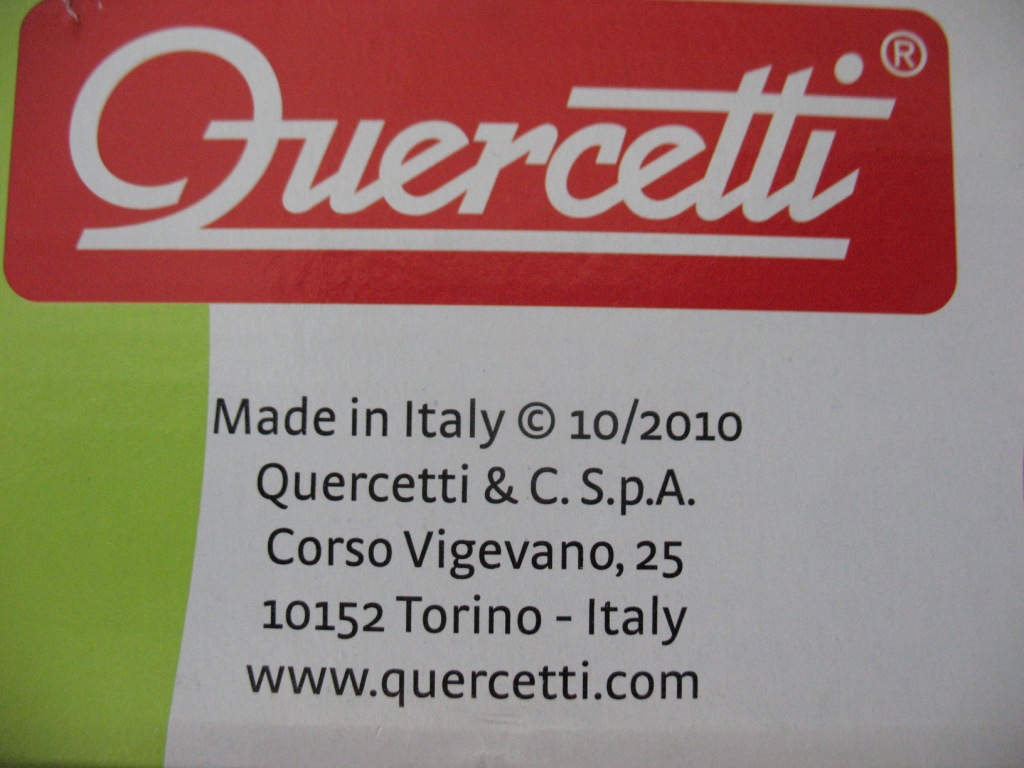 Quercetti ®
Made in Italy © 10/2010
Quercetti & C. S.p.A.
Corso Vigevano, 25
10152 Torino - Italy
www.quercetti.com